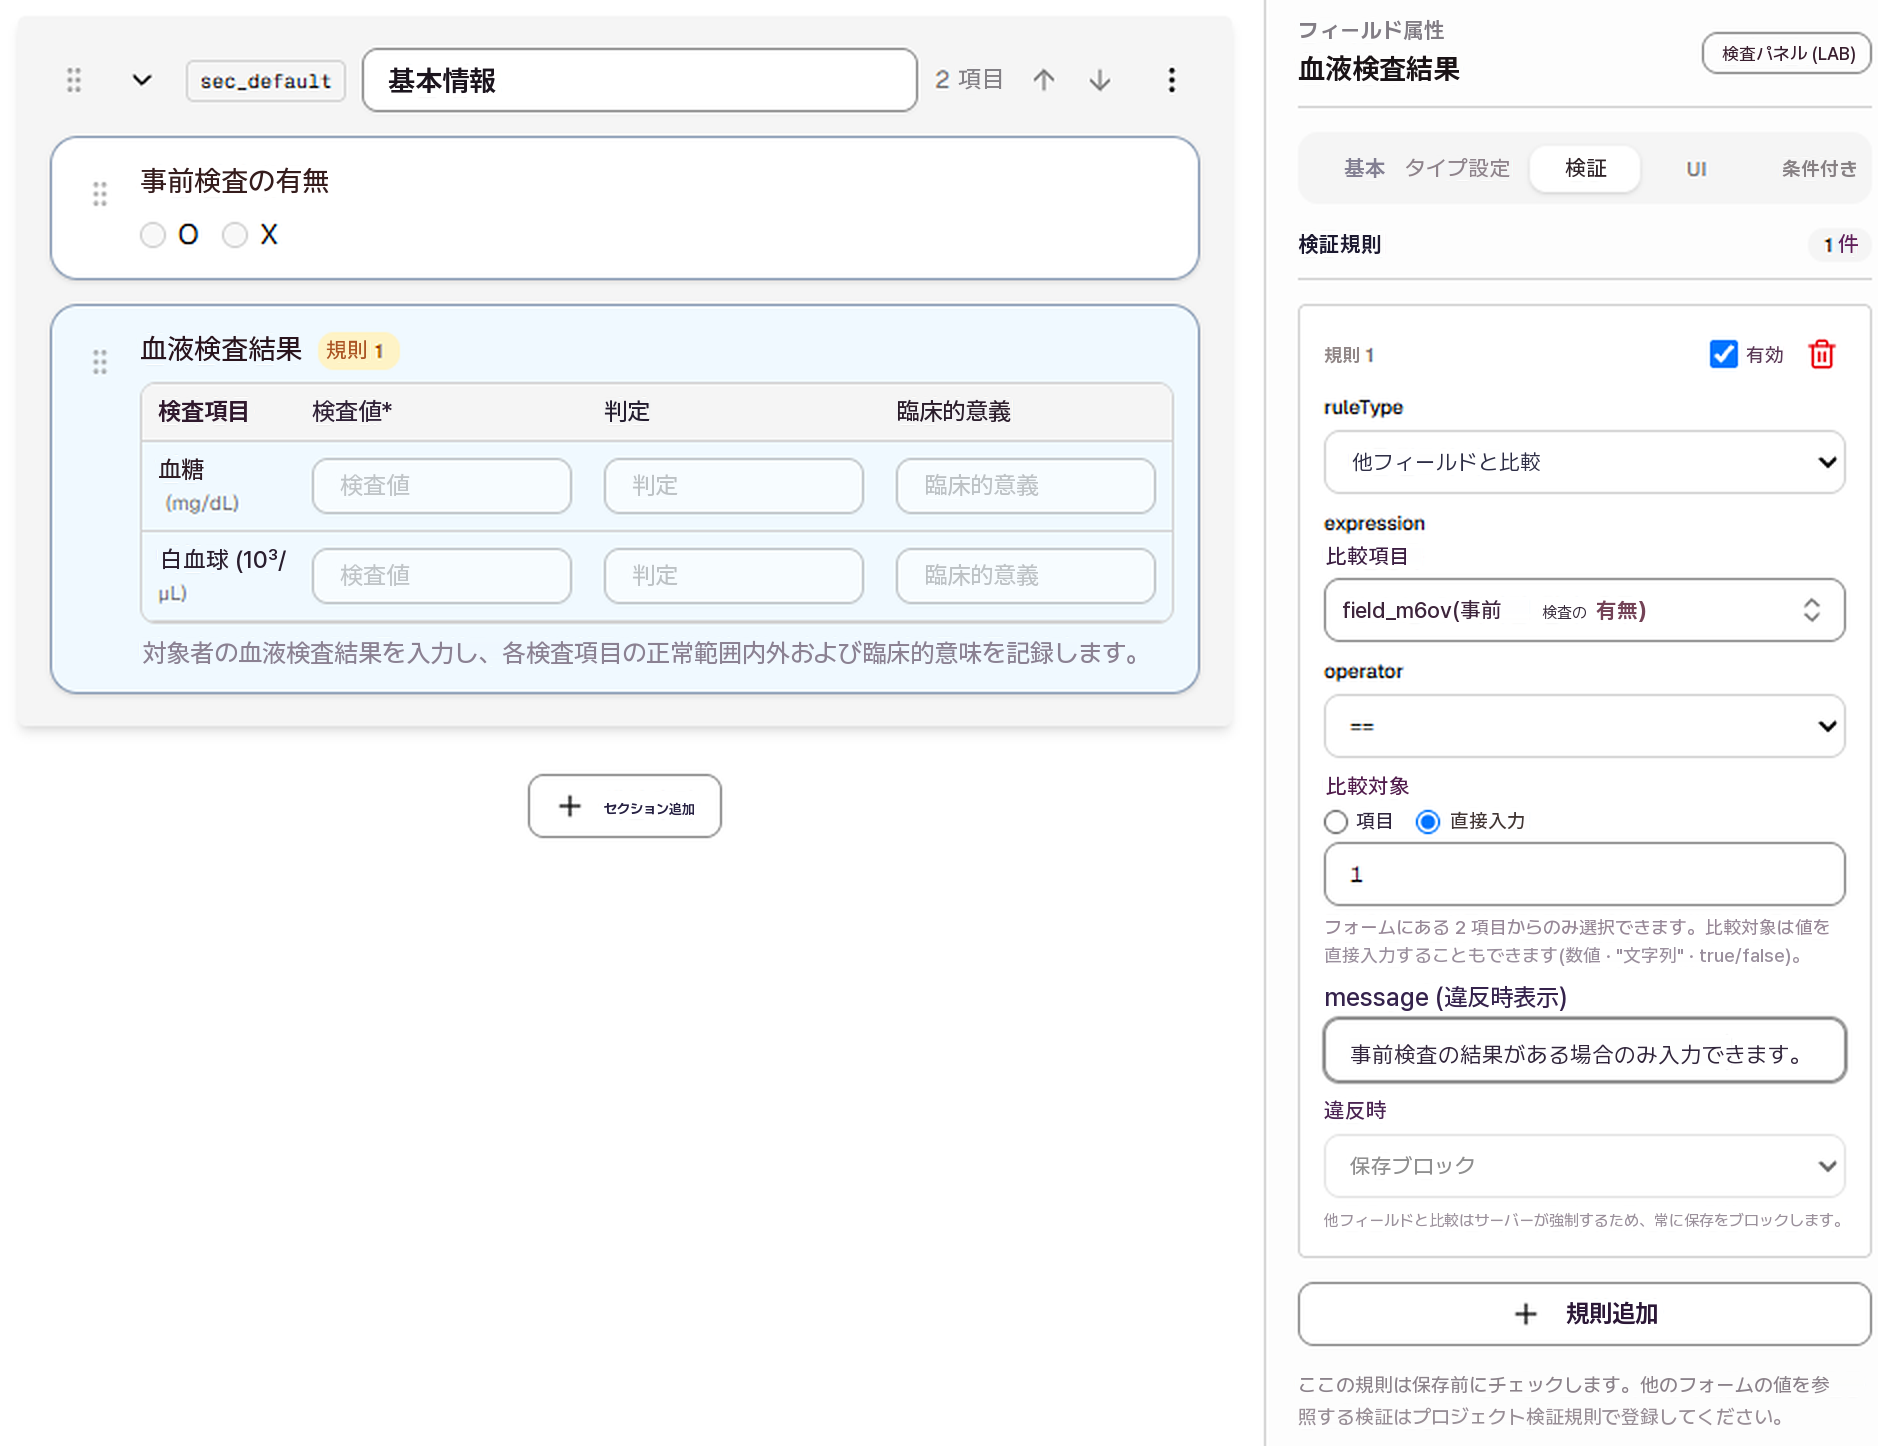 sec_default
基本情報
2 項目
事前検査の有無
O X
血液検査結果 規則 1
検査項目 検査値* 判定 臨床的意義
血糖 (mg/dL) 検査値 判定 臨床的意義
白血球 (10³/
μL) 検査値 判定 臨床的意義
対象者の血液検査結果を入力し、各検査項目の正常範囲内外および臨床的意味を記録します。
セクション追加
フィールド属性
血液検査結果
検査パネル (LAB)
基本 タイプ設定 検証 UI 条件付き
検証規則 1 件
規則 1 有効
ruleType
他フィールドと比較
expression
比較項目
field_m6ov(事前 検査の 有無)
operator
==
比較対象
項目 直接入力
1
フォームにある 2 項目からのみ選択できます。比較対象は値を
直接入力することもできます(数値 · "文字列" · true/false)。
message (違反時表示)
事前検査の結果がある場合のみ入力できます。
違反時
保存ブロック
他フィールドと比較はサーバーが強制するため、常に保存をブロックします。
規則追加
ここの規則は保存前にチェックします。他のフォームの値を参
照する検証はプロジェクト検証規則で登録してください。